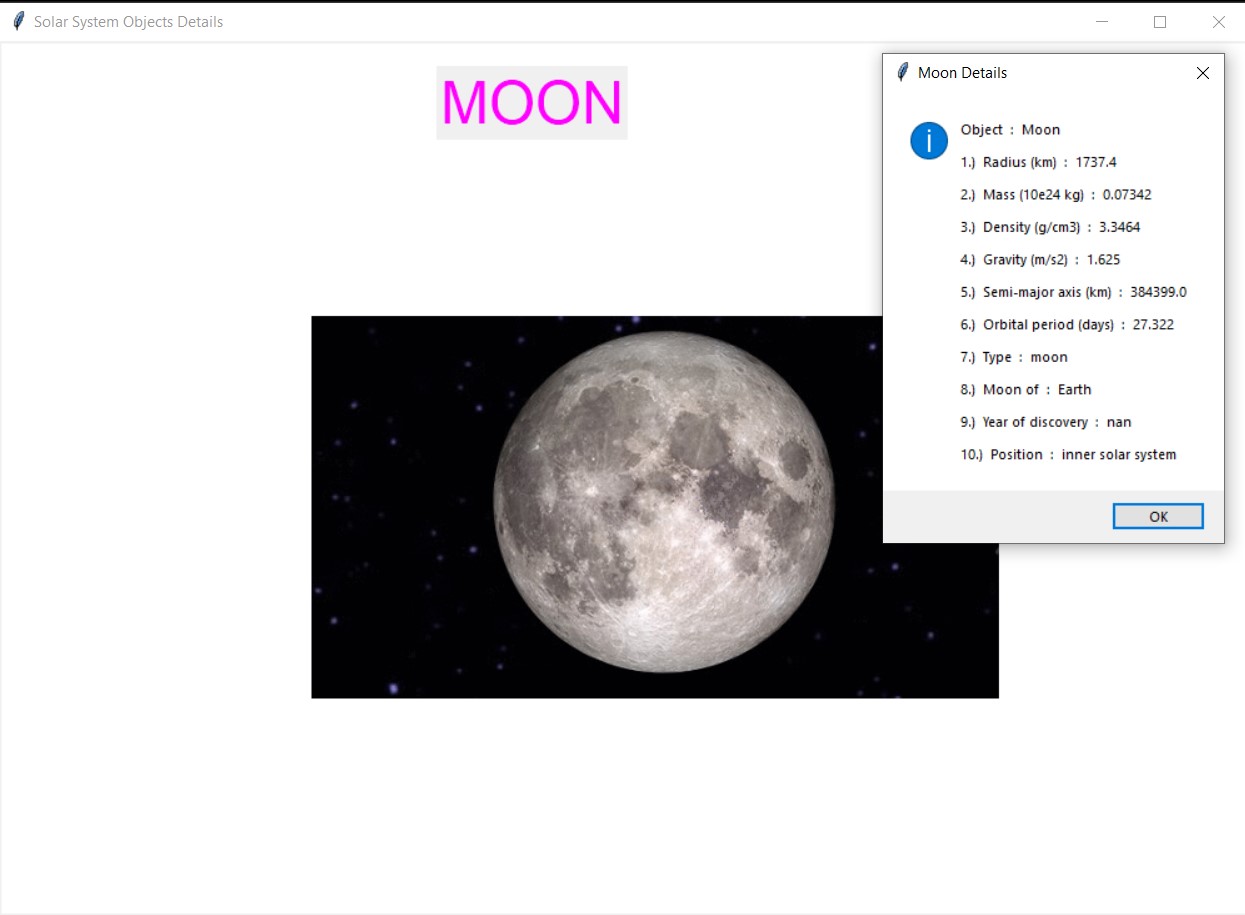 Solar System Objects Details
MOON
Moon Details
i
Object : Moon
1.) Radius (km) : 1737.4
2.) Mass (10e24 kg) : 0.07342
3.) Density (g/cm3) : 3.3464
4.) Gravity (m/s2) : 1.625
5.) Semi-major axis (km) : 384399.0
6.) Orbital period (days) : 27.322
7.) Type : moon
8.) Moon of : Earth
9.) Year of discovery : nan
10.) Position : inner solar system
OK